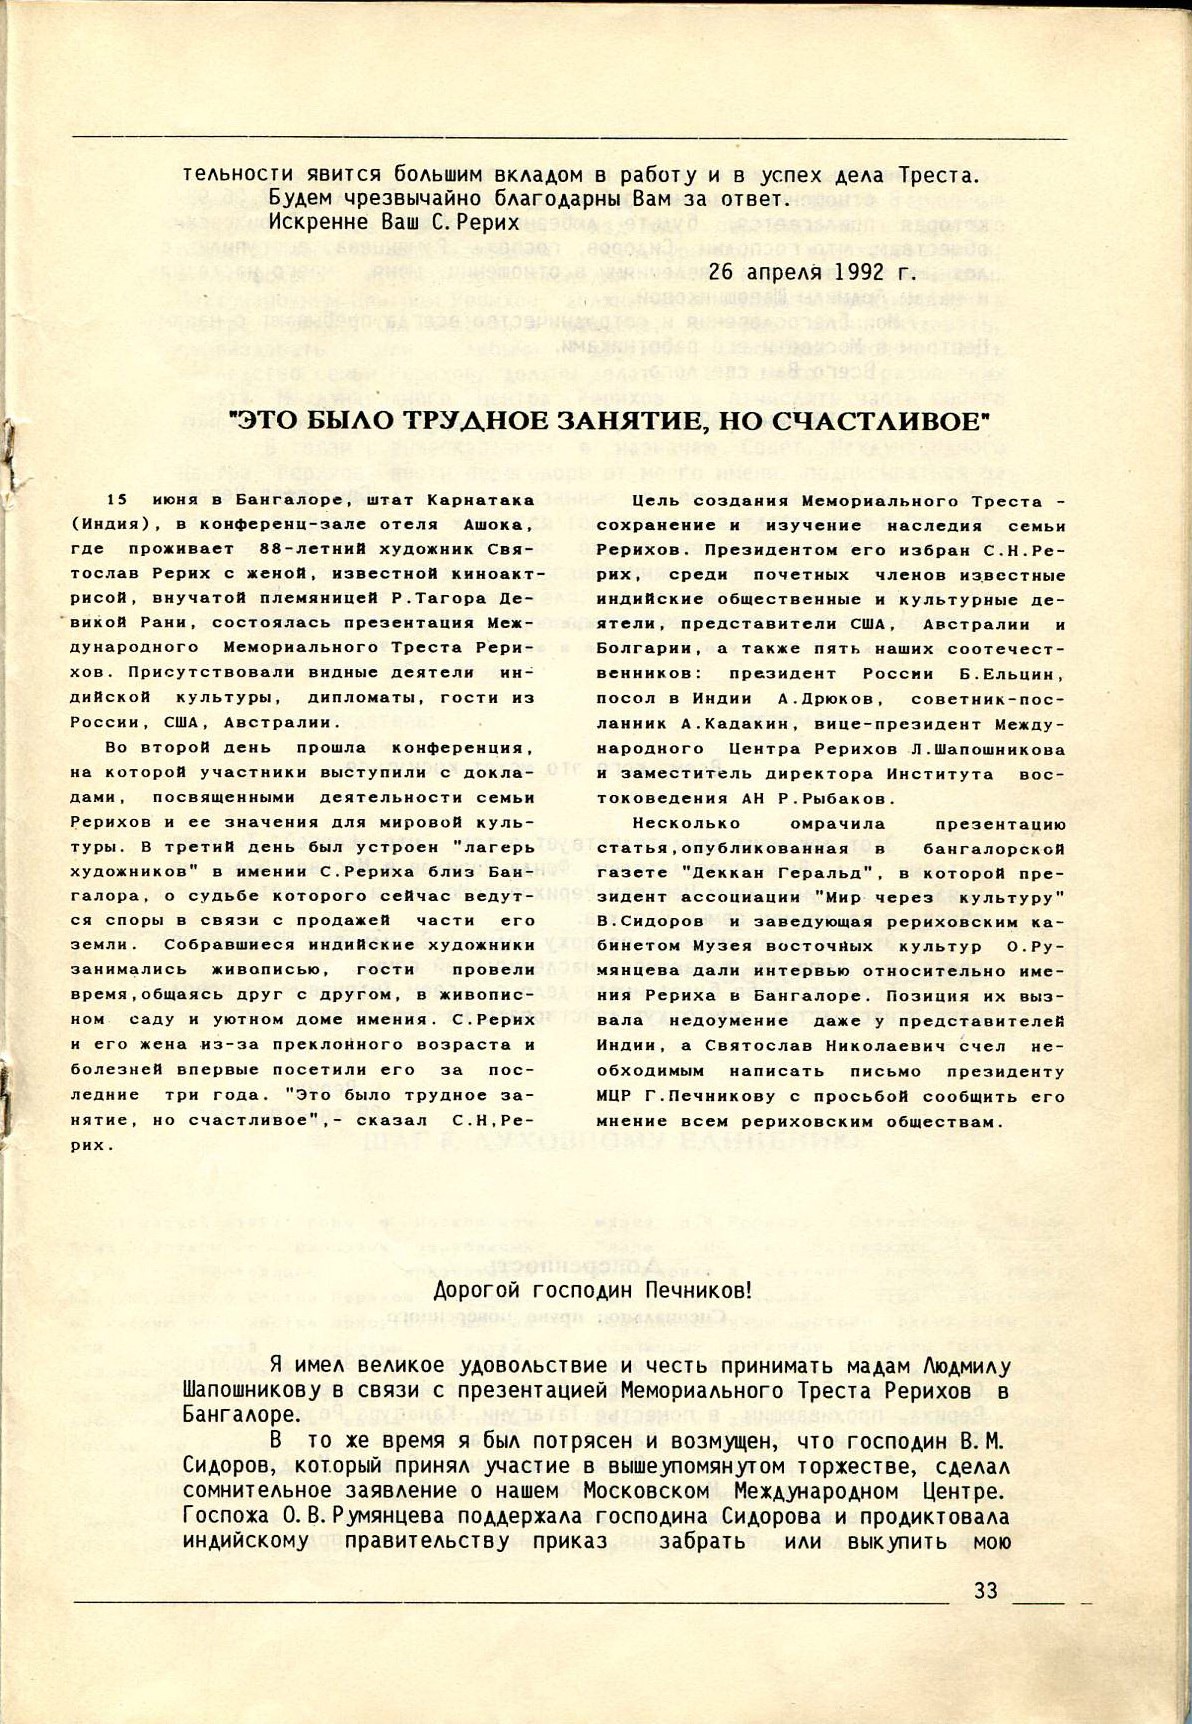 тельности явится большим вкладом в работу и в успех дела Треста.
Будем чрезвычайно благодарны Вам за ответ.
Искренне Ваш С. Рерих
26 апреля 1992 г.
"ЭТО БЫЛО ТРУДНОЕ ЗАНЯТИЕ, НО СЧАСТЛИВОЕ"
15 июня в Бангалоре, штат Карнатака
(Индия), в конференц-зале отеля Ашока,
где проживает 88-летний художник Свя-
тослав Рерих с женой, известной киноакт-
рисой, внучатой племяницей Р.Тагора Де-
викой Рани, состоялась презентация Меж-
дународного Мемориального Треста Рери-
хов. Присутствовали видные деятели ин-
дийской культуры, дипломаты, гости из
России, США, Австралии.
Во второй день прошла конференция,
на которой участники выступили с докла-
дами, посвященными деятельности семьи
Рерихов и ее значения для мировой куль-
туры. В третий день был устроен "лагерь
художников" в имении С.Рериха близ Бан-
галора, о судьбе которого сейчас ведут-
ся споры в связи с продажей части его
земли. Собравшиеся индийские художники
занимались живописью, гости провели
время,общаясь друг с другом, в живопис-
ном саду и уютном доме имения. С.Рерих
и его жена из-за преклонного возраста и
болезней впервые посетили его за пос-
ледние три года. "Это было трудное за-
нятие, но счастливое",- сказал С.Н,Ре-
рих.
Цель создания Мемориального Треста -
сохранение и изучение наследия семьи
Рерихов. Президентом его избран С.Н.Ре-
рих, среди почетных членов известные
индийские общественные и культурные де-
ятели, представители США, Австралии и
Болгарии, а также пять наших соотечест-
венников: президент России Б.Ельцин,
посол в Индии А.Дрюков, советник-пос-
ланник А.Кадакин, вице-президент Между-
народного Центра Рерихов Л.Шапошникова
и заместитель директора Института вос-
токоведения АН Р.Рыбаков.
Несколько омрачила презентацию
статья,опубликованная в бангалорской
газете "Деккан Геральд", в которой пре-
зидент ассоциации "Мир через культуру"
В.Сидоров и заведующая рериховским ка-
бинетом Музея восточных культур О.Ру-
мянцева дали интервью относительно име-
ния Рериха в Бангалоре. Позиция их выз-
вала недоумение даже у представителей
Индии, а Святослав Николаевич счел не-
обходимым написать письмо президенту
МЦР Г.Печникову с просьбой сообщить его
мнение всем рериховским обществам.
Дорогой господин Печников!
Я имел великое удовольствие и честь принимать мадам Людмилу
Шапошникову в связи с презентацией Мемориального Треста Рерихов в
Бангалоре.
В то же время я был потрясен и возмущен, что господин В. М.
Сидоров, который принял участие в вышеупомянутом торжестве, сделал
сомнительное заявление о нашем Московском Международном Центре.
Госпожа О. В. Румянцева поддержала господина Сидорова и продиктовала
индийскому правительству приказ забрать или выкупить мою
33